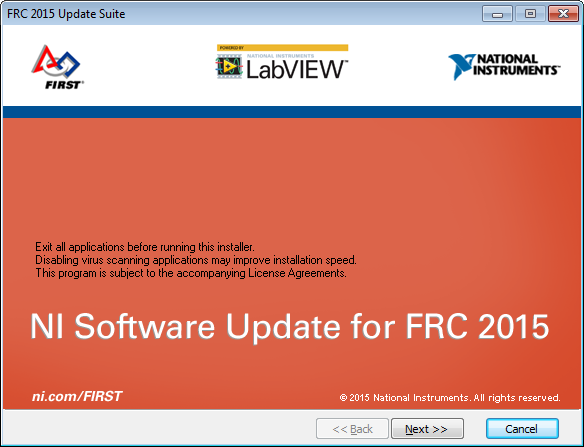 FRC 2015 Update Suite
FIRST
POWERED BY
NATIONAL INSTRUMENTS
LabVIEW™
NATIONAL
INSTRUMENTS™
Exit all applications before running this installer.
Disabling virus scanning applications may improve installation speed.
This program is subject to the accompanying License Agreements.
NI Software Update for FRC 2015
ni.com/FIRST
© 2015 National Instruments. All rights reserved.
<< Back
Next >>
Cancel